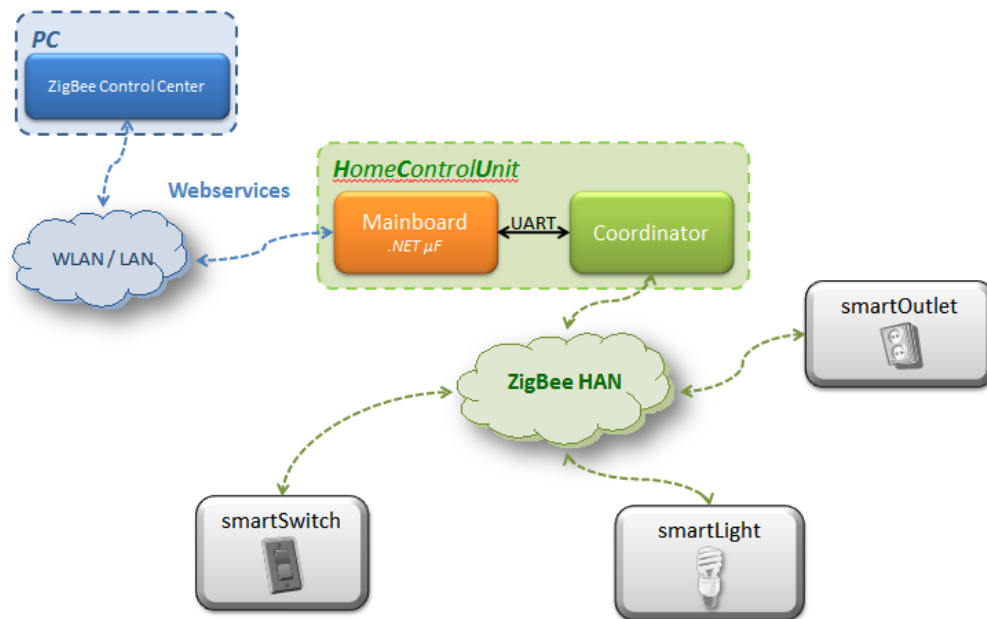 PC
ZigBee Control Center
HomeControlUnit
Webservices
Mainboard
.NET µF
UART
Coordinator
WLAN / LAN
smartOutlet
ZigBee HAN
smartSwitch
smartLight